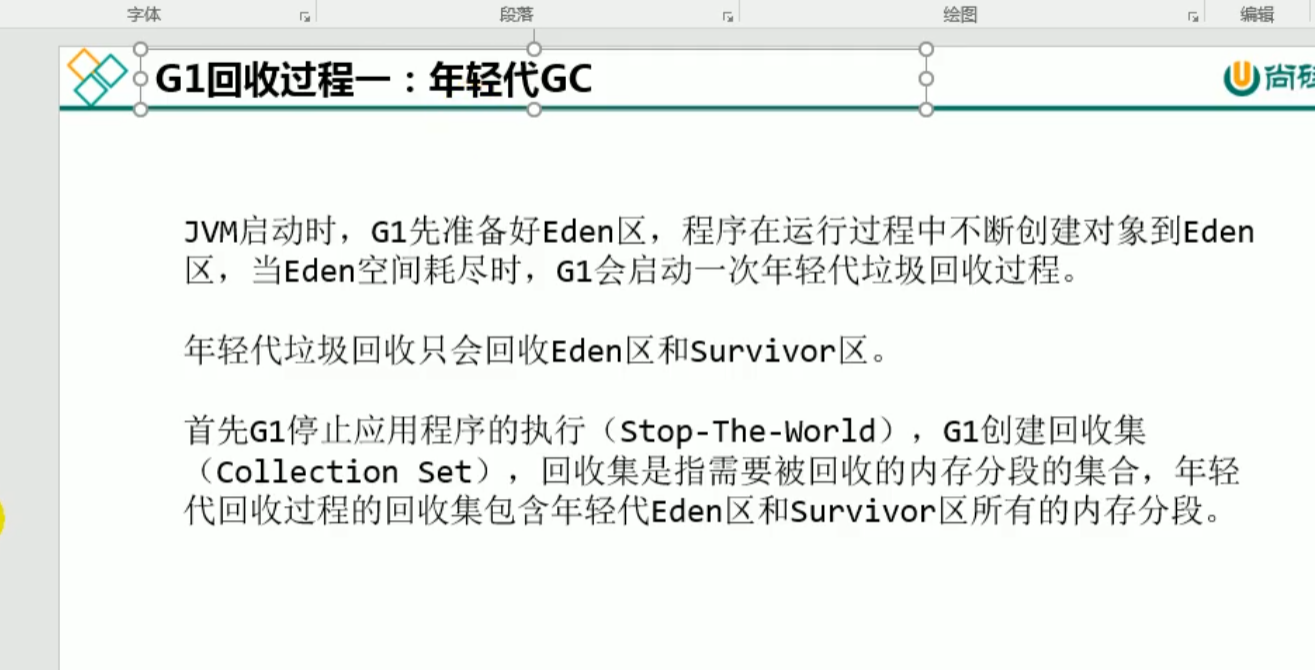 字体 段落 绘图 编辑
G1回收过程一：年轻代GC
尚
JVM启动时，G1先准备好Eden区，程序在运行过程中不断创建对象到Eden
区，当Eden空间耗尽时，G1会启动一次年轻代垃圾回收过程。
年轻代垃圾回收只会回收Eden区和Survivor区。
首先G1停止应用程序的执行（Stop-The-World），G1创建回收集
（Collection Set），回收集是指需要被回收的内存分段的集合，年轻
代回收过程的回收集包含年轻代Eden区和Survivor区所有的内存分段。